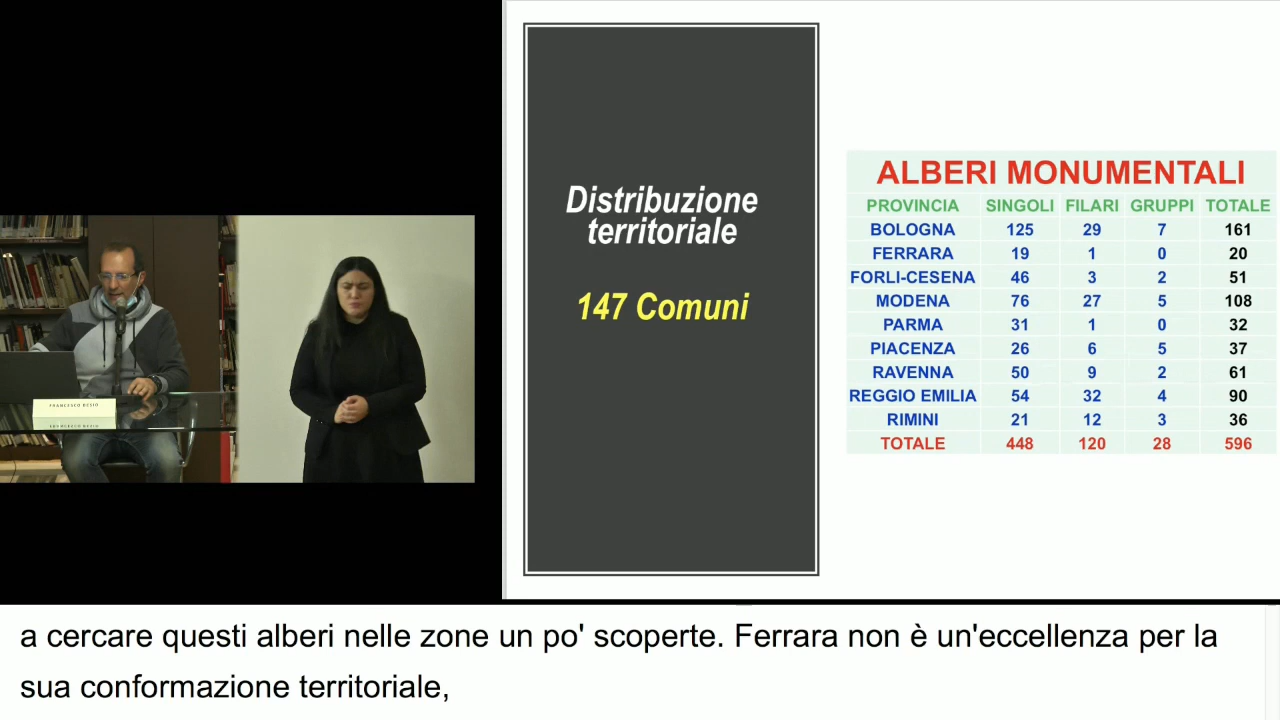 Distribuzione
territoriale
147 Comuni
ALBERI MONUMENTALI
PROVINCIA SINGOLI FILARI GRUPPI TOTALE
BOLOGNA 125 29 7 161
FERRARA 19 1 0 20
FORLI-CESENA 46 3 2 51
MODENA 76 27 5 108
PARMA 31 1 0 32
PIACENZA 26 6 5 37
RAVENNA 50 9 2 61
REGGIO EMILIA 54 32 4 90
RIMINI 21 12 3 36
TOTALE 448 120 28 596
FRANCESCO BESIO
a cercare questi alberi nelle zone un po' scoperte. Ferrara non è un'eccellenza per la
sua conformazione territoriale,